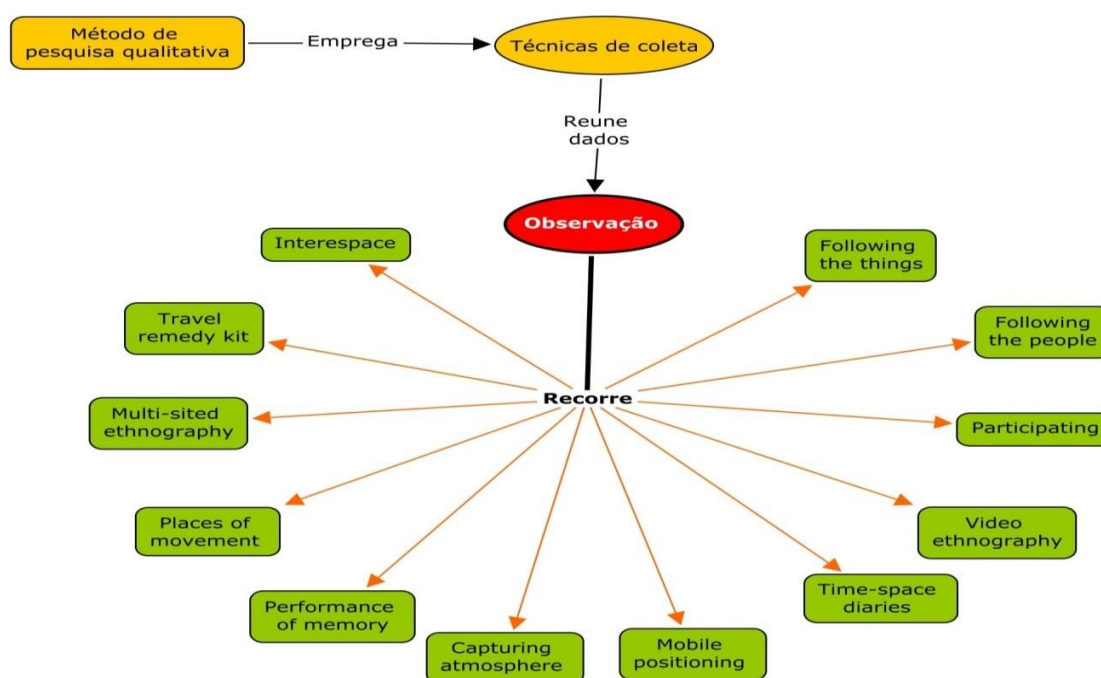 Método de
pesquisa qualitativa
Emprega
Técnicas de coleta
Reune
dados
Observação
Interespace
Following
the things
Travel
remedy kit
Following
the people
Recorre
Multi-sited
ethnography
Participating
Places of
movement
Video
ethnography
Performance
of memory
Time-space
diaries
Capturing
atmosphere
Mobile
positioning